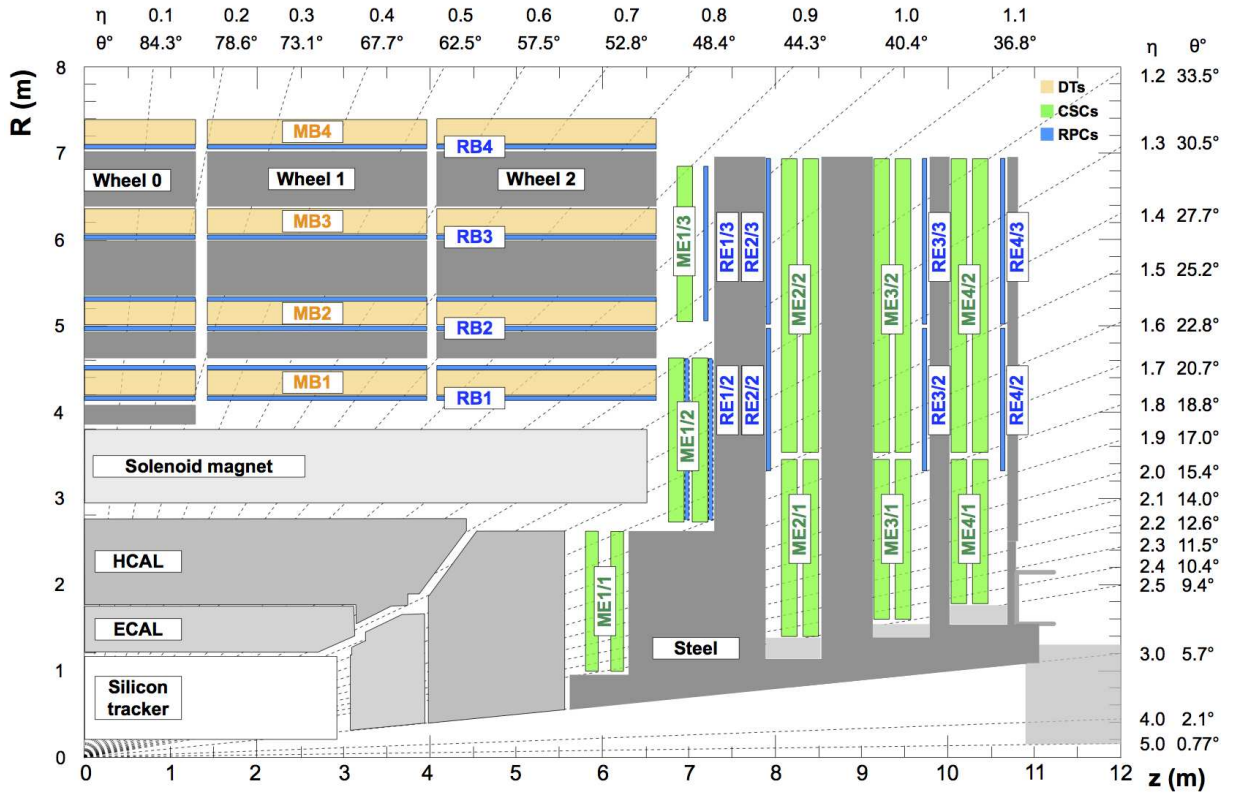 η 0.1 0.2 0.3 0.4 0.5 0.6 0.7 0.8 0.9 1.0 1.1
θ° 84.3° 78.6° 73.1° 67.7° 62.5° 57.5° 52.8° 48.4° 44.3° 40.4° 36.8° η θ°
R (m)
8
7
6
5
4
3
2
1
0
DTs
CSCs
RPCs
1.2 33.5°
1.3 30.5°
1.4 27.7°
1.5 25.2°
1.6 22.8°
1.7 20.7°
1.8 18.8°
1.9 17.0°
2.0 15.4°
2.1 14.0°
2.2 12.6°
2.3 11.5°
2.4 10.4°
2.5 9.4°
3.0 5.7°
4.0 2.1°
5.0 0.77°
MB4
RB4
Wheel 0 Wheel 1 Wheel 2
MB3
RB3
MB2
RB2
MB1
RB1
Solenoid magnet
HCAL
ECAL
Silicon
tracker
Steel
ME1/3
RE1/3
RE2/3
ME2/2
ME3/2
RE3/3
ME4/2
RE4/3
ME1/2
RE1/2
RE2/2
RE3/2
RE4/2
ME1/1
ME2/1
ME3/1
ME4/1
0 1 2 3 4 5 6 7 8 9 10 11 12
z (m)